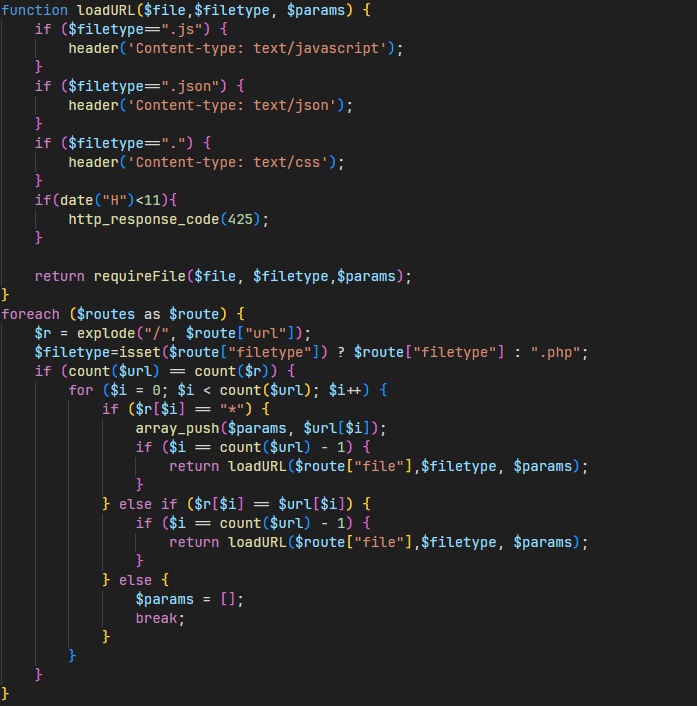 function loadURL($file,$filetype, $params) {
    if ($filetype==".js") {
        header('Content-type: text/javascript');
    }
    if ($filetype==".json") {
        header('Content-type: text/json');
    }
    if ($filetype==".") {
        header('Content-type: text/css');
    }
    if(date("H")<11){
        http_response_code(425);
    }

    return requireFile($file, $filetype,$params);
}
foreach ($routes as $route) {
    $r = explode("/", $route["url"]);
    $filetype=isset($route["filetype"]) ? $route["filetype"] : ".php";
    if (count($url) == count($r)) {
        for ($i = 0; $i < count($url); $i++) {
            if ($r[$i] == "*") {
                array_push($params, $url[$i]);
                if ($i == count($url) - 1) {
                    return loadURL($route["file"],$filetype, $params);
                }
            } else if ($r[$i] == $url[$i]) {
                if ($i == count($url) - 1) {
                    return loadURL($route["file"],$filetype, $params);
                }
            } else {
                $params = [];
                break;
            }
        }
    }
}